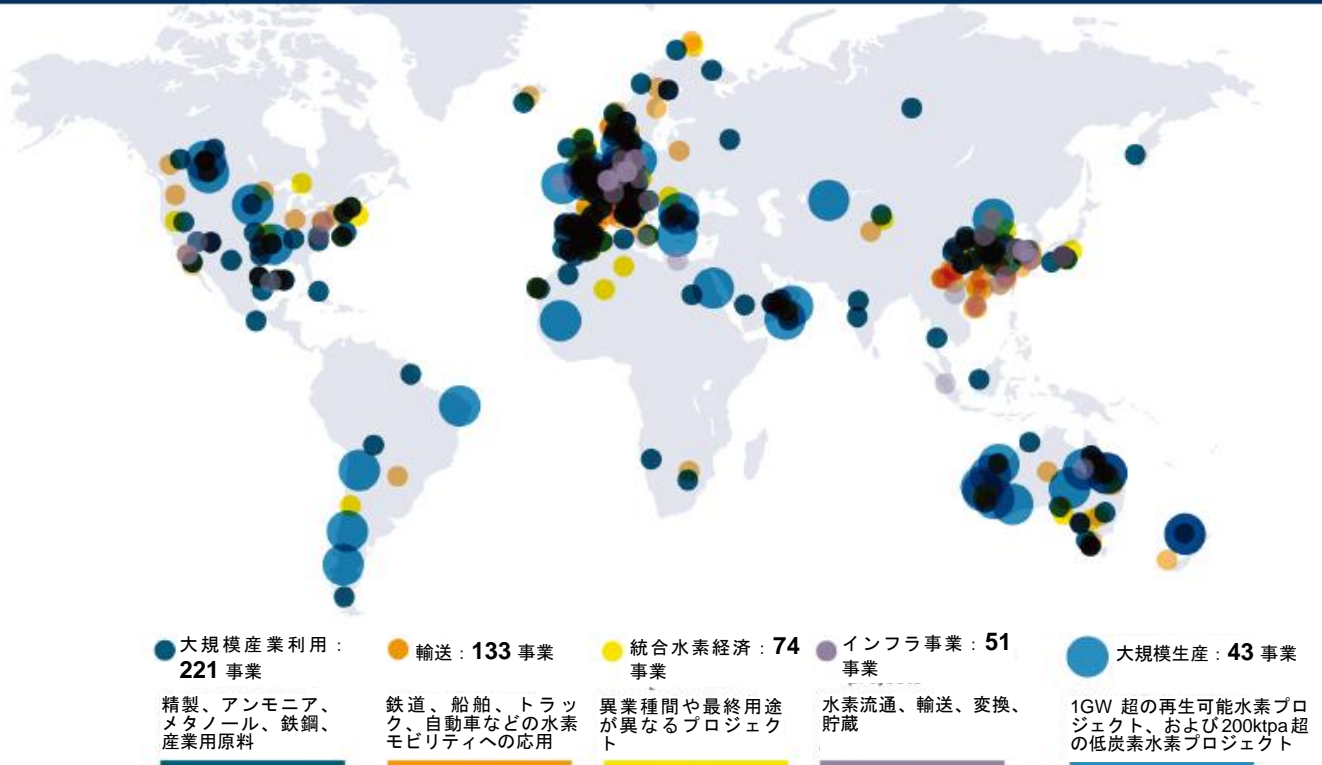 大規模産業利用：
221 事業
精製、アンモニア、
メタノール、鉄鋼、
産業用原料
輸送：133 事業
鉄道、船舶、トラッ
ク、自動車などの水素
モビリティへの応用
統合水素経済：74
事業
異業種間や最終用途
が異なるプロジェク
ト
インフラ事業：51
事業
水素流通、輸送、変換、
貯蔵
大規模生産：43 事業
1GW 超の再生可能水素プロ
ジェクト、および200ktpa超
の低炭素水素プロジェクト